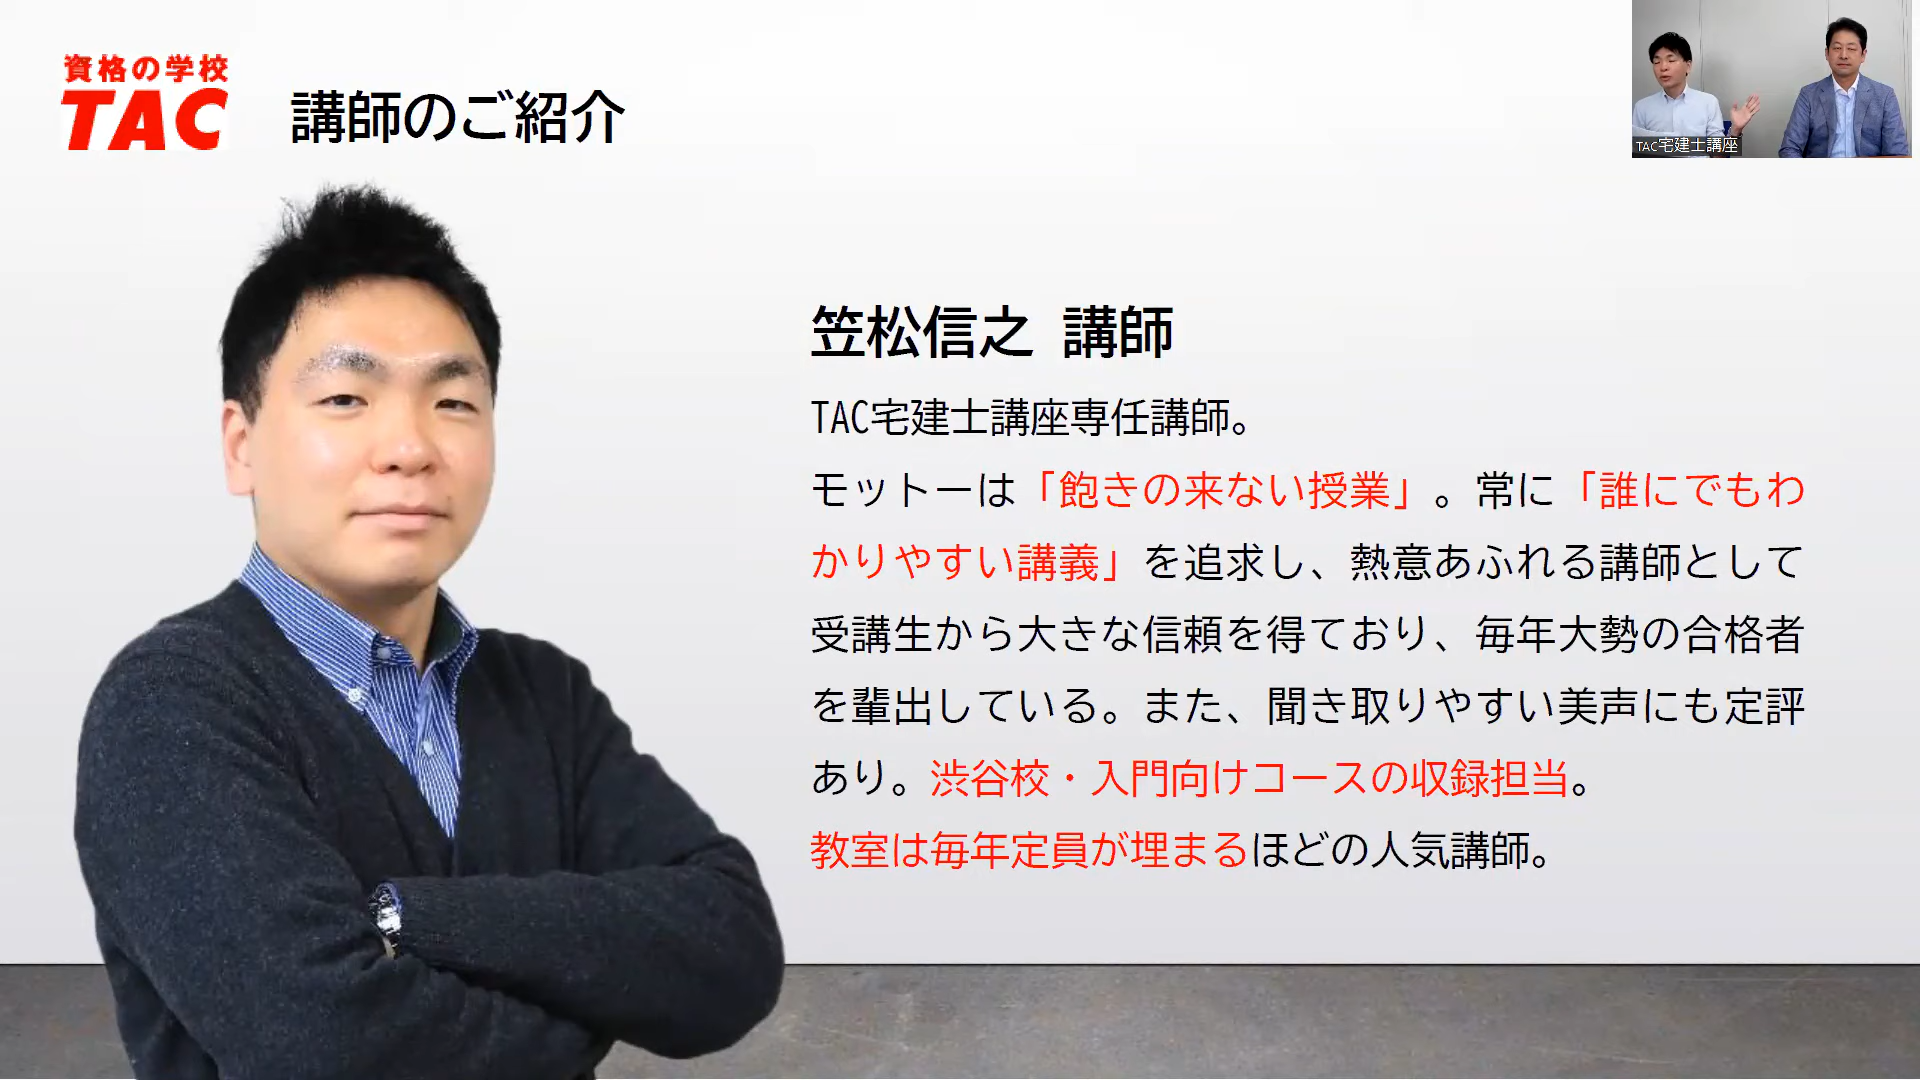 資格の学校
TAC
講師のご紹介
TAC宅建士講座
笠松信之 講師
TAC宅建士講座専任講師。
モットーは「飽きの来ない授業」。常に「誰にでもわ
かりやすい講義」を追求し、熱意あふれる講師として
受講生から大きな信頼を得ており、毎年大勢の合格者
を輩出している。また、聞き取りやすい美声にも定評
あり。渋谷校・入門向けコースの収録担当。
教室は毎年定員が埋まるほどの人気講師。